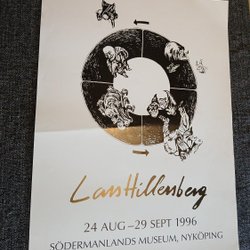 Lars Hillersberg
24 AUG–29 SEPT 1996
SÖDERMANLANDS MUSEUM, NYKÖPING